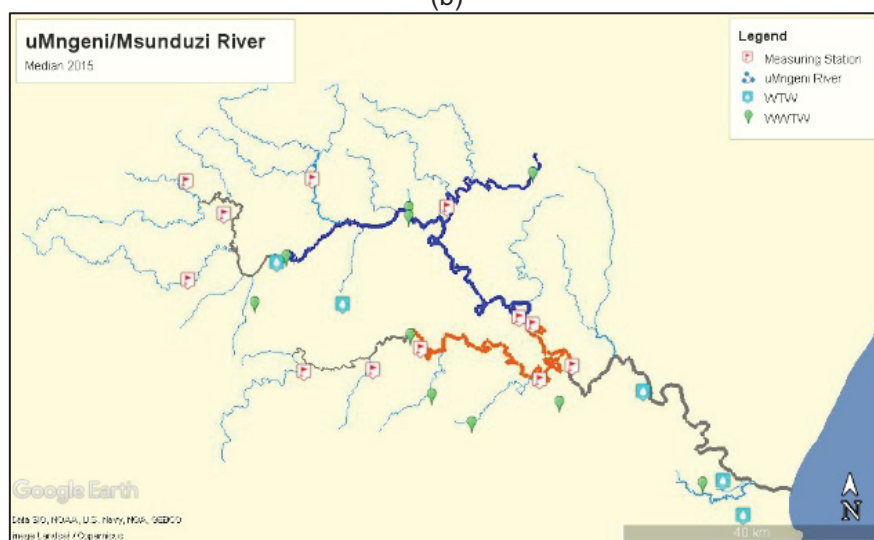 (b)
uMngeni/Msunduzi River
Median 2015
Legend
Measuring Station
uMngeni River
WTW
WWTW
Google Earth
Data SIO, NOAA, U.S. Navy, NGA, GEBCO
Image Landsat / Copernicus
N
40 km